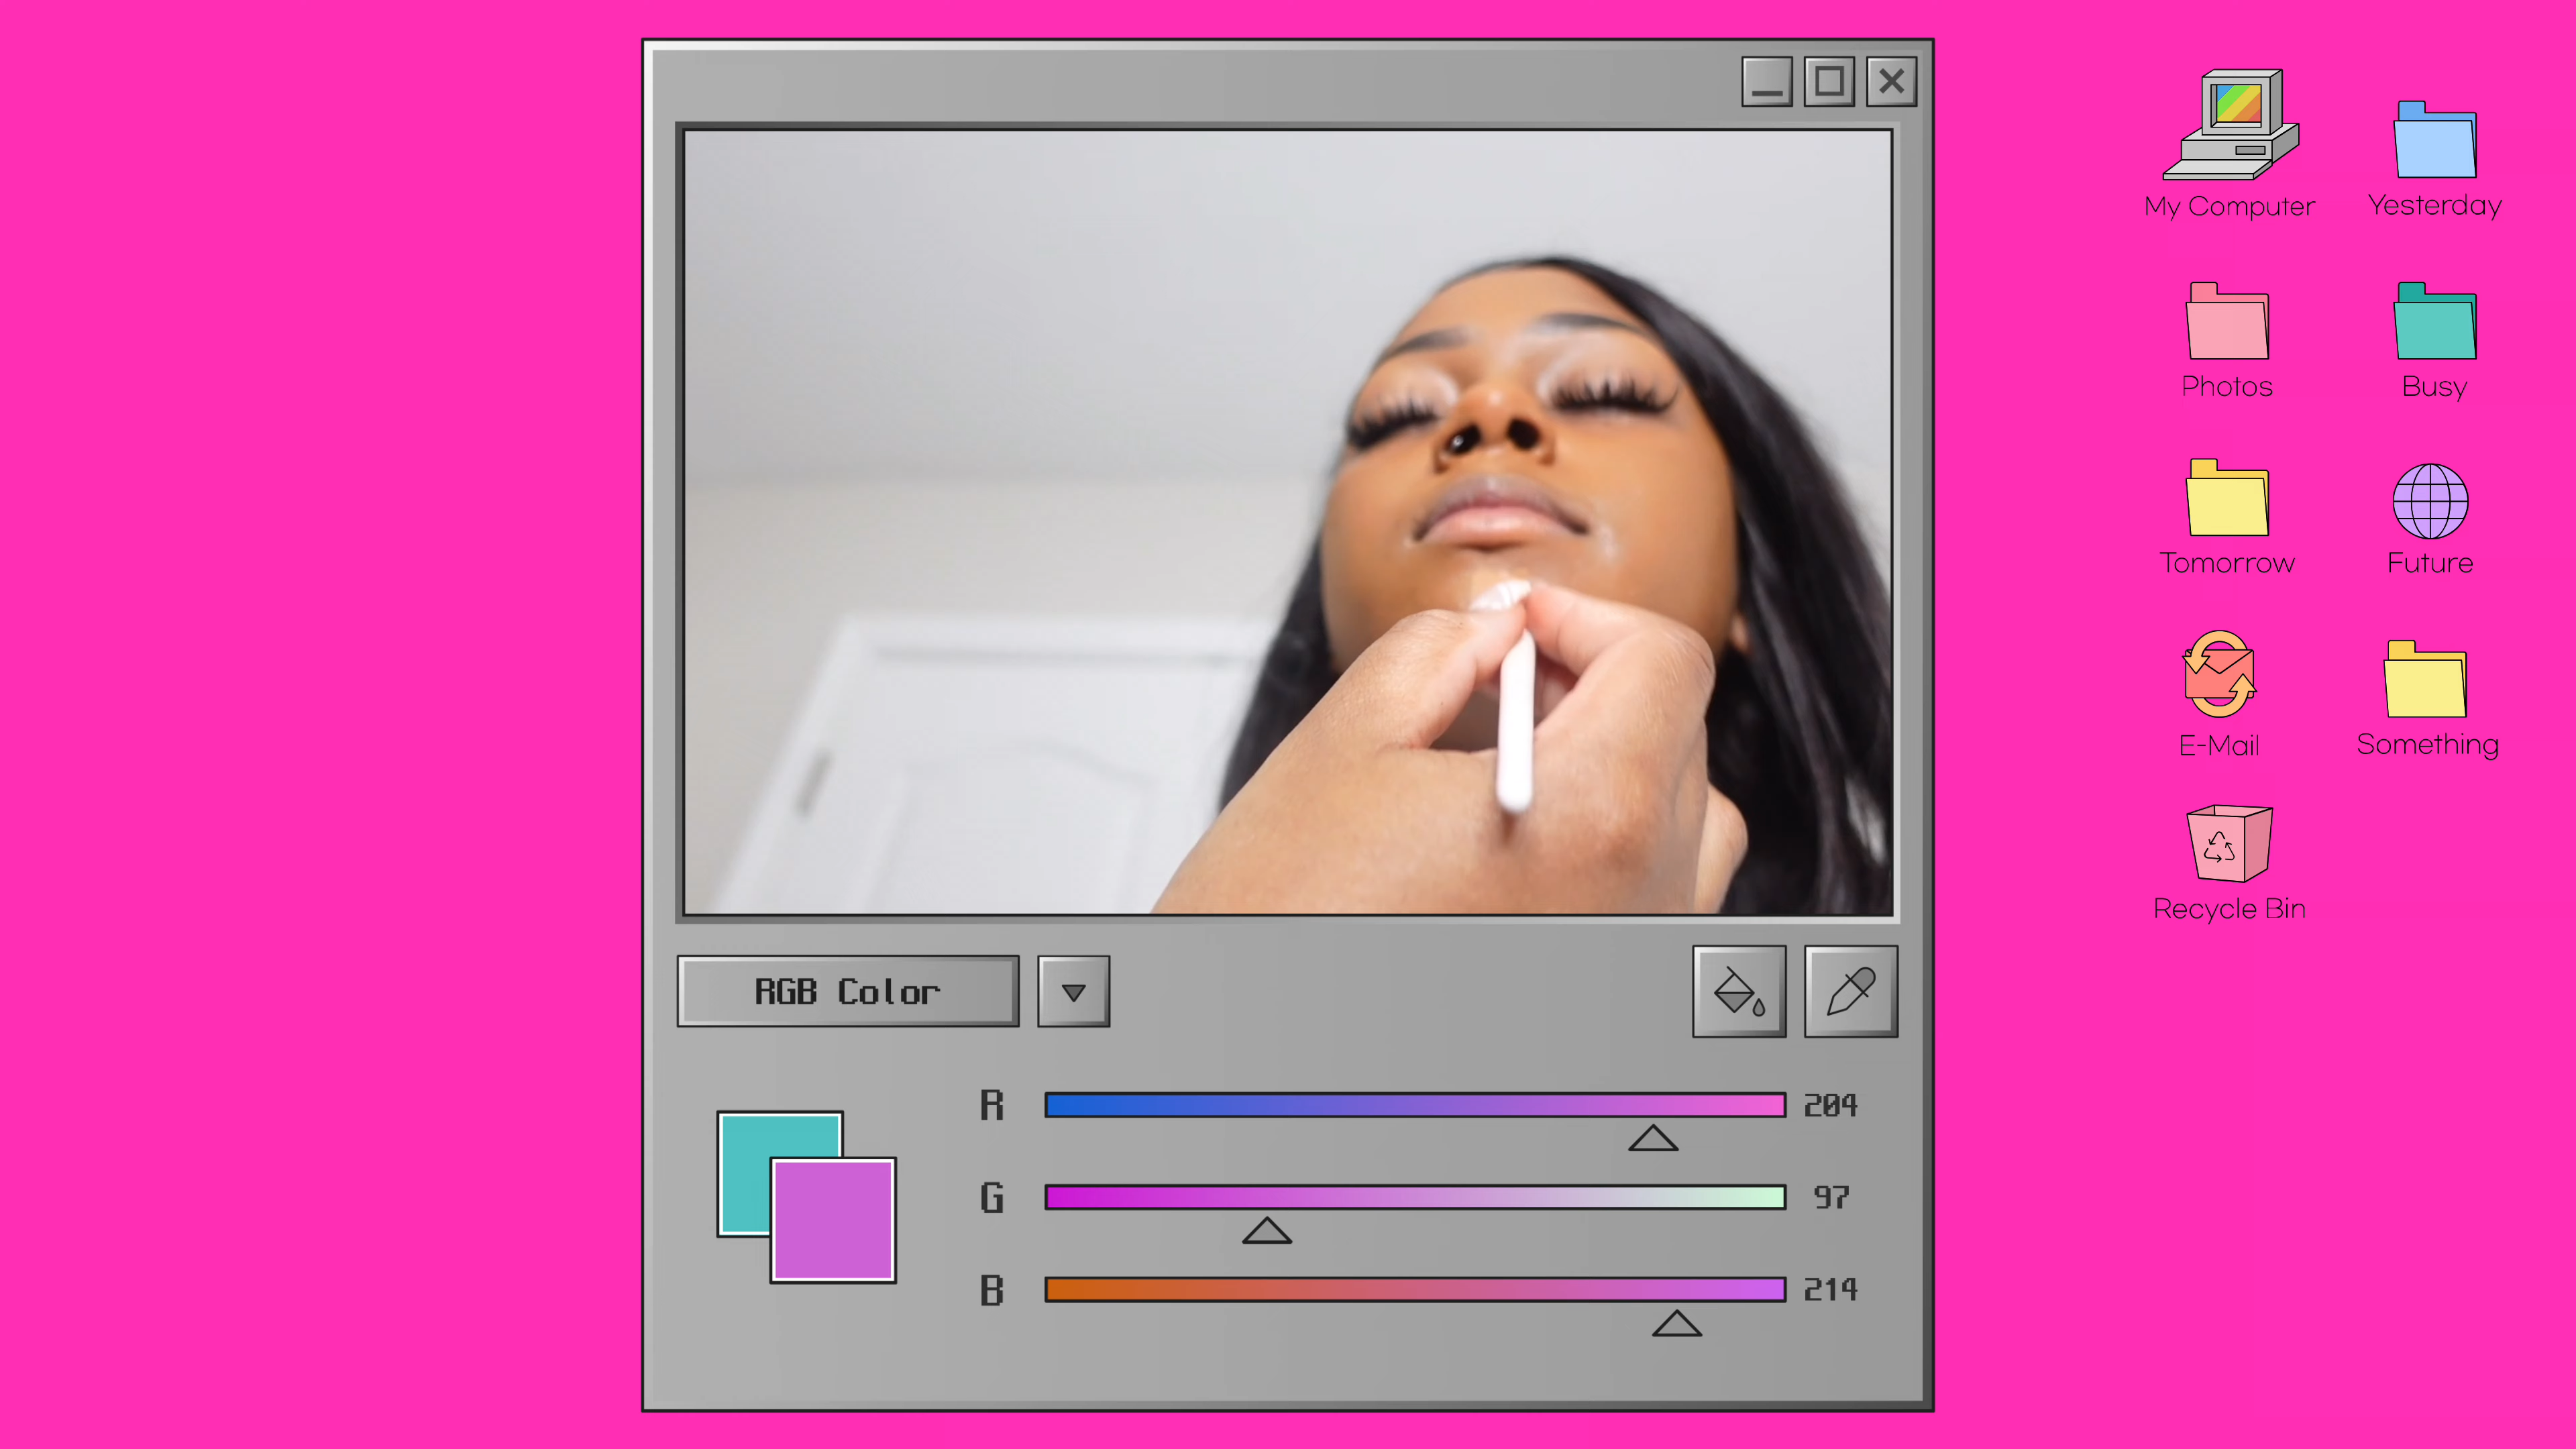 My Computer
Yesterday
Photos
Busy
Tomorrow
Future
E-Mail
Something
Recycle Bin
RGB Color
R
204
G
97
B
214